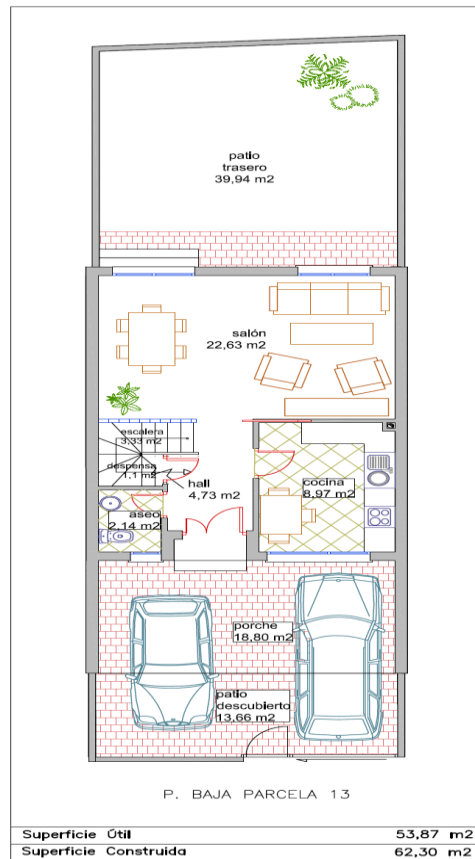 patio
trasero
39,94 m2
salón
22,63 m2
escalera
3,33 m2
despensa
1,1 m2
hall
4,73 m2
cocina
8,97 m2
aseo
2,14 m2
porche
18,80 m2
patio
descubierto
13,66 m2
P. BAJA PARCELA 13
Superficie Útil 53,87 m2
Superficie Construida 62,30 m2